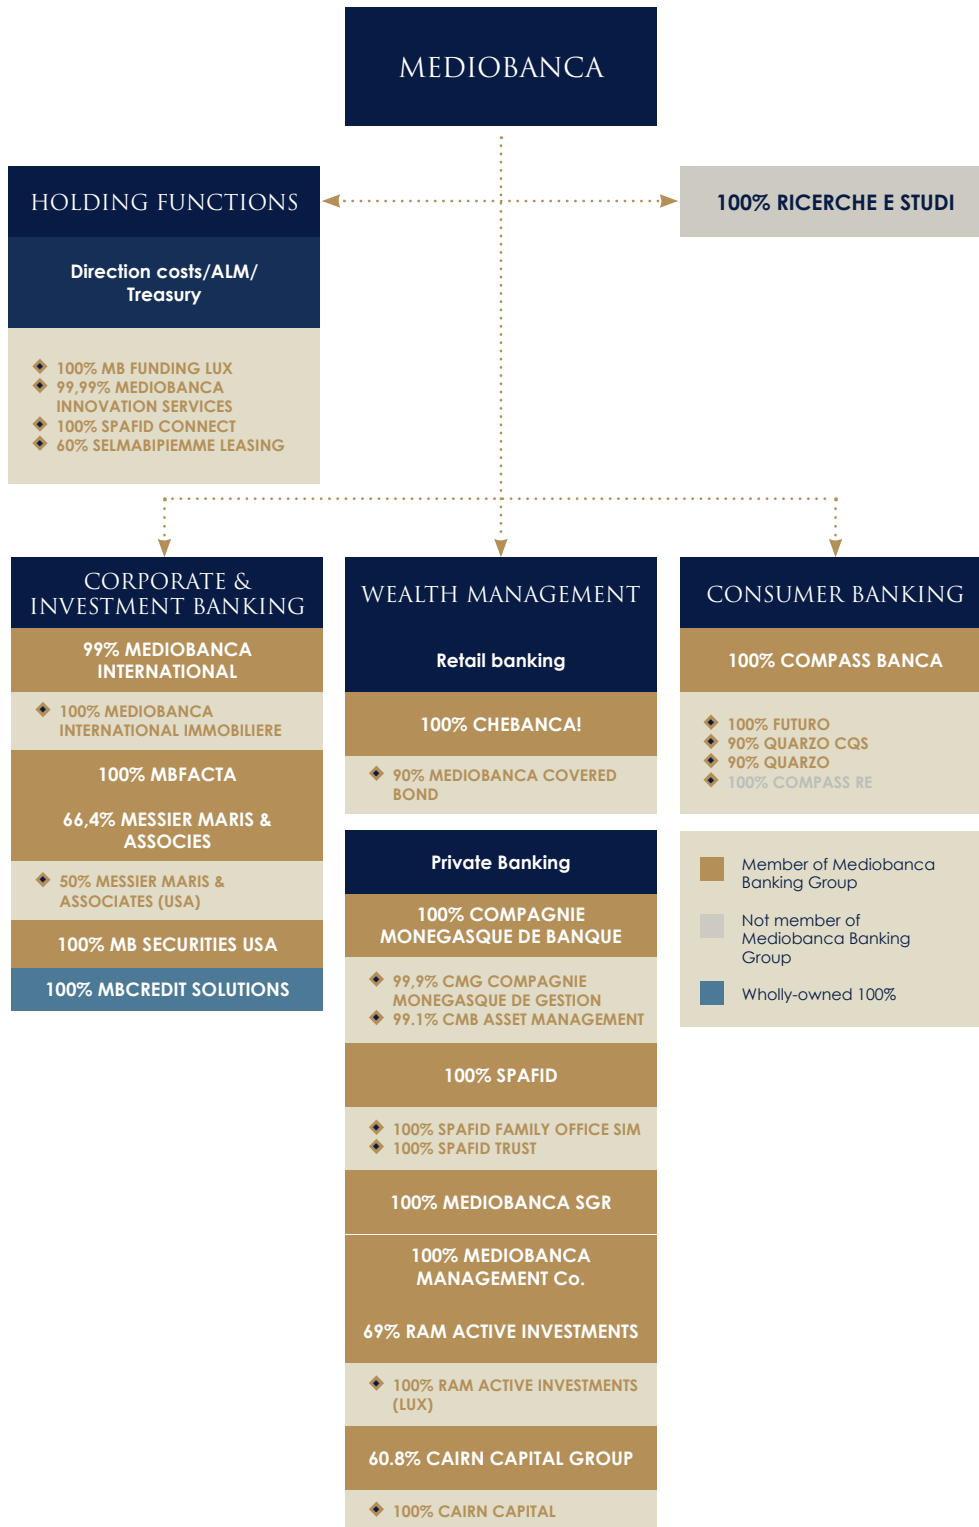 MEDIOBANCA
HOLDING FUNCTIONS
100% RICERCHE E STUDI
Direction costs/ALM/
Treasury
100% MB FUNDING LUX
99,99% MEDIOBANCA
INNOVATION SERVICES
100% SPAFID CONNECT
60% SELMABIPIEMME LEASING
CORPORATE &
INVESTMENT BANKING
99% MEDIOBANCA
INTERNATIONAL
100% MEDIOBANCA
INTERNATIONAL IMMOBILIERE
100% MBFACTA
66,4% MESSIER MARIS &
ASSOCIES
50% MESSIER MARIS &
ASSOCIATES (USA)
100% MB SECURITIES USA
100% MBCREDIT SOLUTIONS
WEALTH MANAGEMENT
Retail banking
100% CHEBANCA!
90% MEDIOBANCA COVERED
BOND
Private Banking
100% COMPAGNIE
MONEGASQUE DE BANQUE
99,9% CMG COMPAGNIE
MONEGASQUE DE GESTION
99.1% CMB ASSET MANAGEMENT
100% SPAFID
100% SPAFID FAMILY OFFICE SIM
100% SPAFID TRUST
100% MEDIOBANCA SGR
100% MEDIOBANCA
MANAGEMENT Co.
69% RAM ACTIVE INVESTMENTS
100% RAM ACTIVE INVESTMENTS
(LUX)
60.8% CAIRN CAPITAL GROUP
100% CAIRN CAPITAL
CONSUMER BANKING
100% COMPASS BANCA
100% FUTURO
90% QUARZO CQS
90% QUARZO
100% COMPASS RE
Member of Mediobanca
Banking Group
Not member of
Mediobanca Banking
Group
Wholly-owned 100%